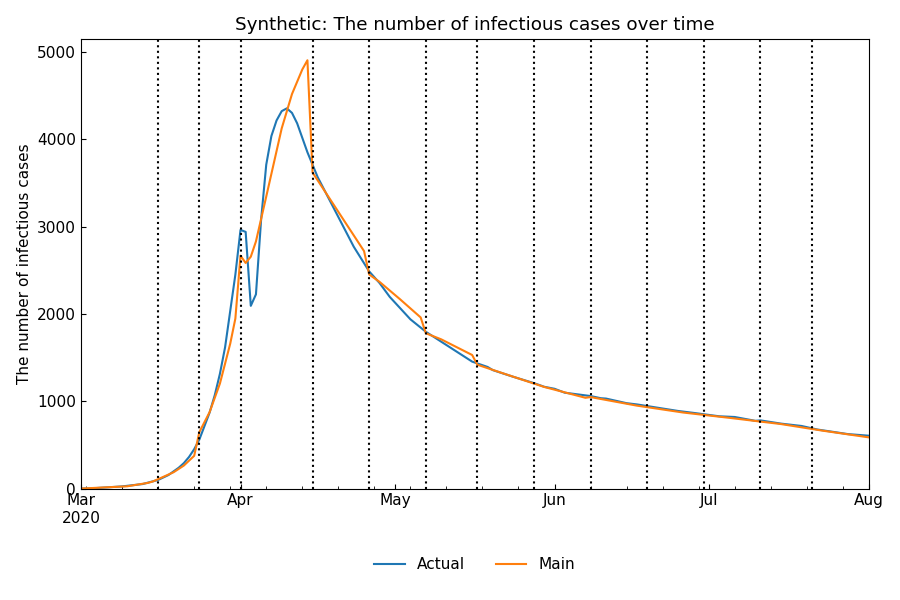 Synthetic: The number of infectious cases over time
The number of infectious cases
5000
4000
3000
2000
1000
0
Mar Apr May Jun Jul Aug
2020
Actual Main